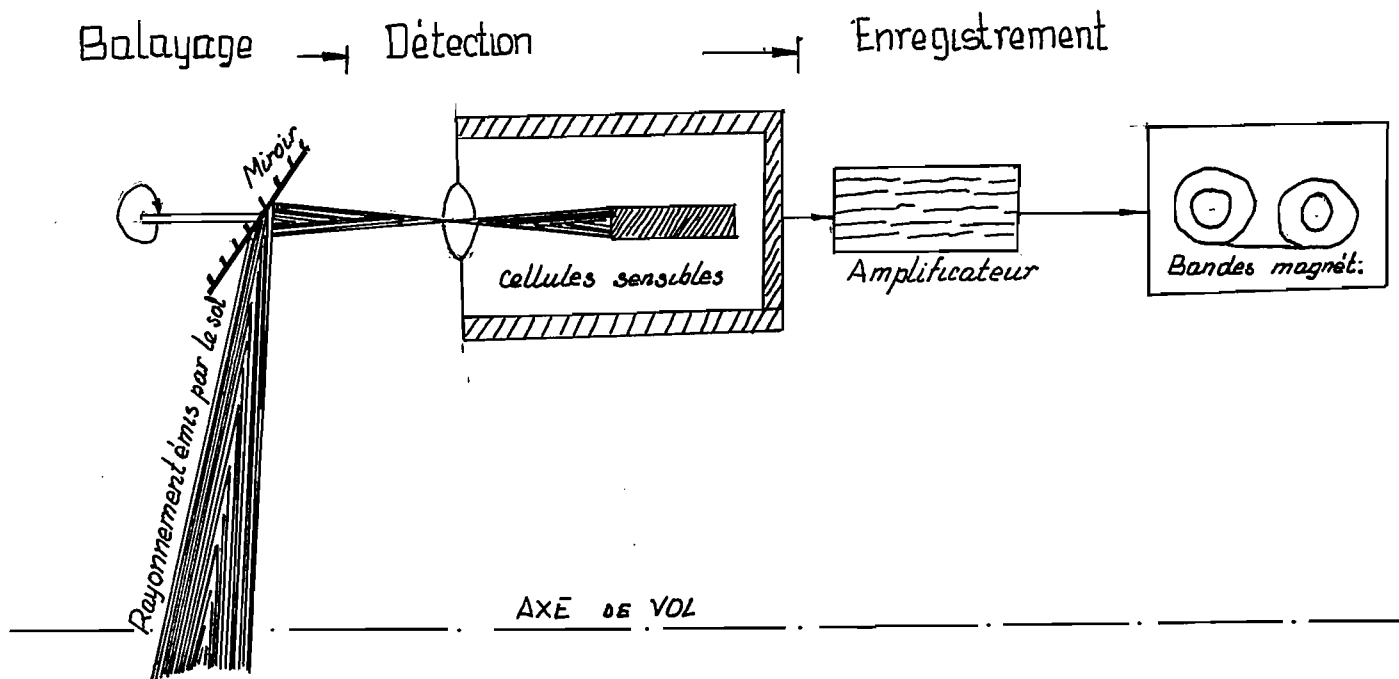 Balayage
Détection
Enregistrement
Miroir
Rayonnement émis par le sol
cellules sensibles
Amplificateur
Bandes magnét:
AXE DE VOL